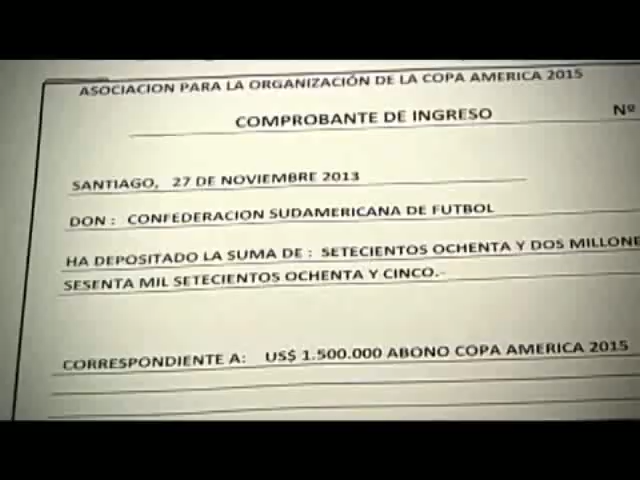 ASOCIACION PARA LA ORGANIZACIÓN DE LA COPA AMERICA 2015
COMPROBANTE DE INGRESO Nº
SANTIAGO, 27 DE NOVIEMBRE 2013
DON : CONFEDERACION SUDAMERICANA DE FUTBOL
HA DEPOSITADO LA SUMA DE : SETECIENTOS OCHENTA Y DOS MILLONE
SESENTA MIL SETECIENTOS OCHENTA Y CINCO.-
CORRESPONDIENTE A: US$ 1.500.000 ABONO COPA AMERICA 2015